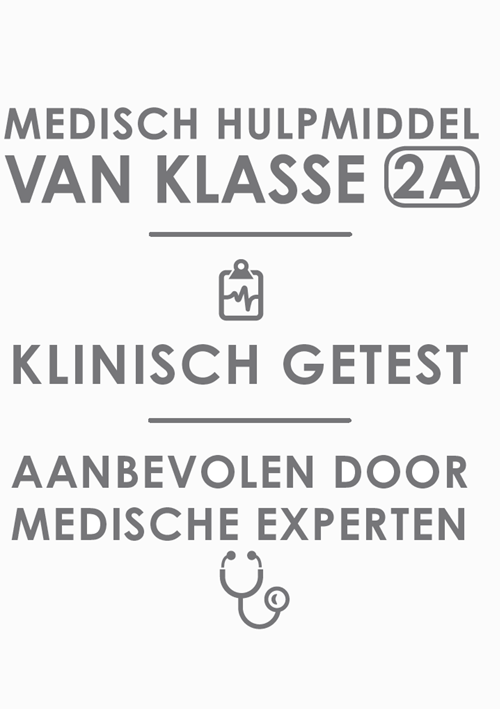 MEDISCH HULPMIDDEL
VAN KLASSE 2A
KLINISCH GETEST
AANBEVOLEN DOOR
MEDISCHE EXPERTEN